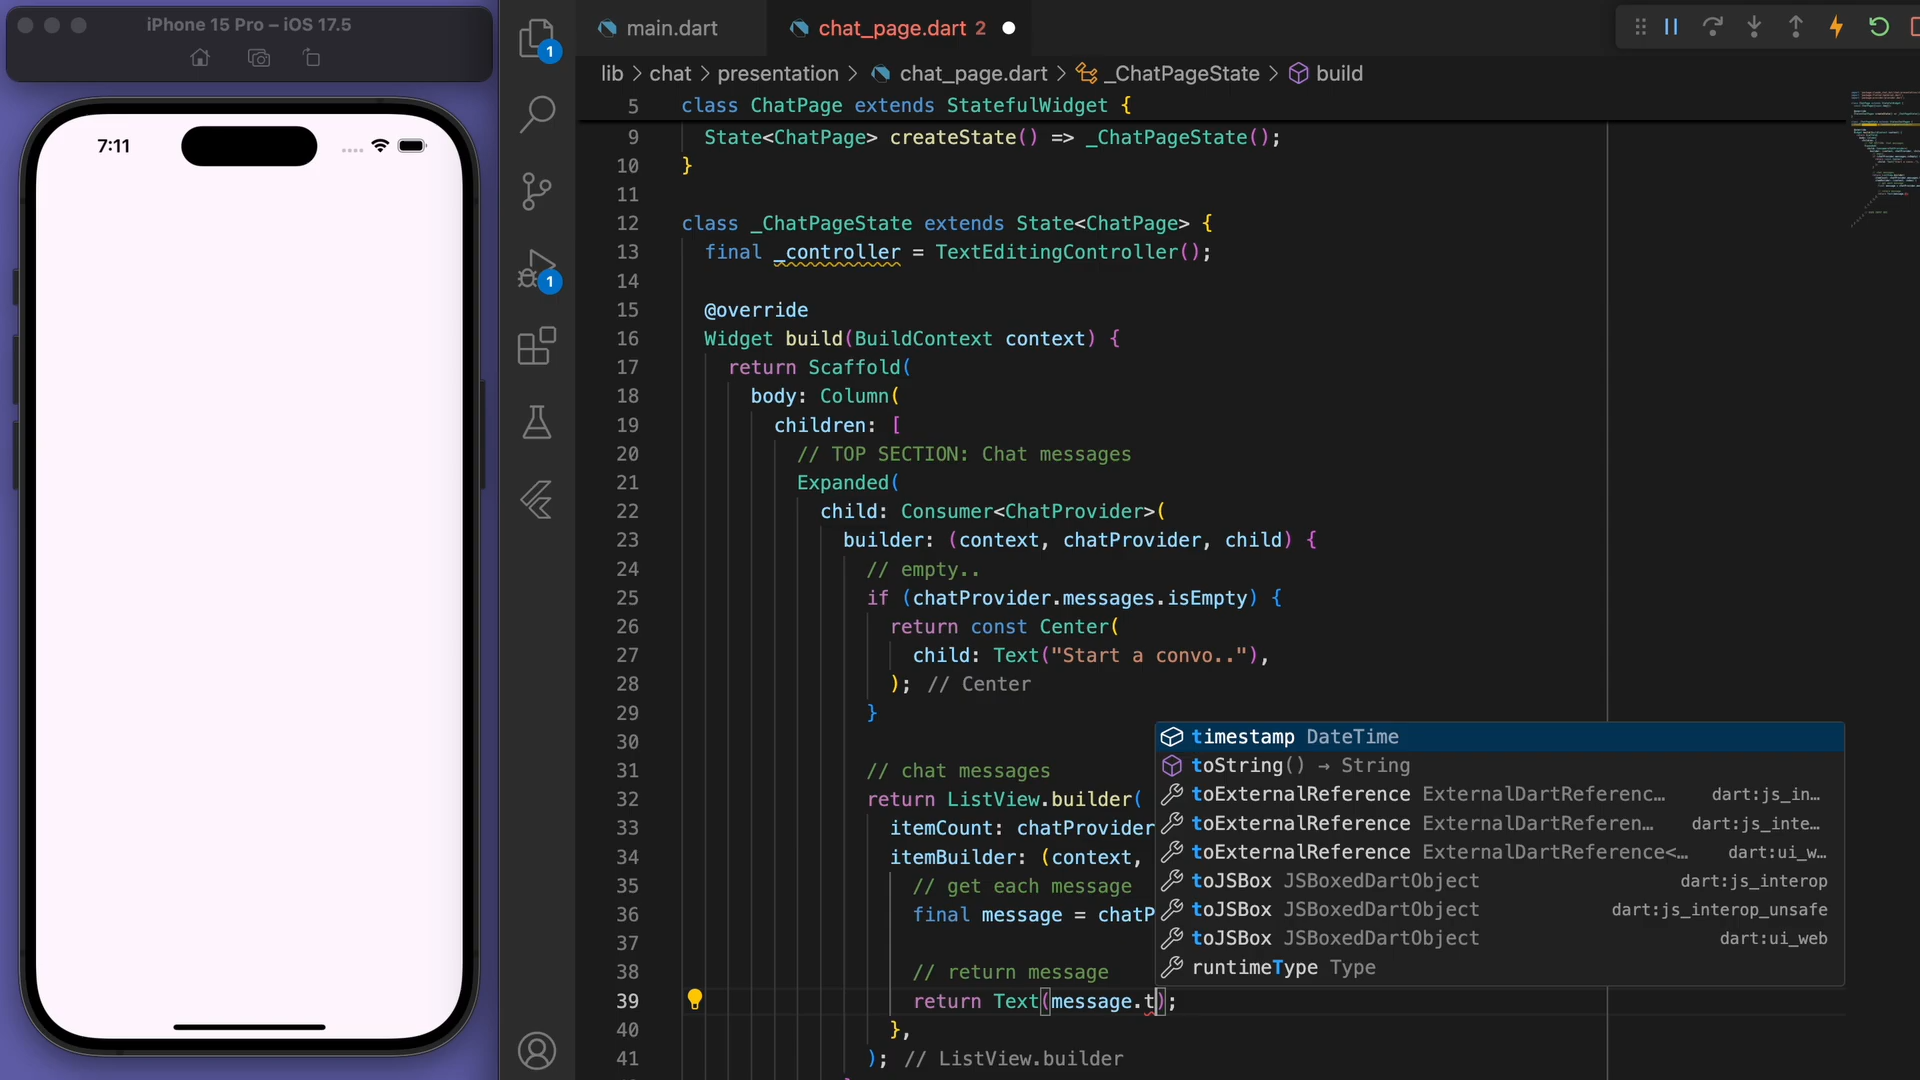 iPhone 15 Pro – iOS 17.5
7:11
1
1
main.dart
chat_page.dart 2
lib > chat > presentation > chat_page.dart > _ChatPageState > build
5 class ChatPage extends StatefulWidget {
9 State<ChatPage> createState() => _ChatPageState();
10 }
11
12 class _ChatPageState extends State<ChatPage> {
13 final _controller = TextEditingController();
14
15 @override
16 Widget build(BuildContext context) {
17 return Scaffold(
18 body: Column(
19 children: [
20 // TOP SECTION: Chat messages
21 Expanded(
22 child: Consumer<ChatProvider>(
23 builder: (context, chatProvider, child) {
24 // empty..
25 if (chatProvider.messages.isEmpty) {
26 return const Center(
27 child: Text("Start a convo.."),
28 ); // Center
29 }
30
31 // chat messages
32 return ListView.builder(
33 itemCount: chatProvider
34 itemBuilder: (context,
35 // get each message
36 final message = chatP
37
38 // return message
39 return Text(message.t);
40 },
41 ); // ListView.builder
timestamp DateTime
toString() → String
toExternalReference ExternalDartReferenc… dart:js_in…
toExternalReference ExternalDartReferen… dart:js_inte…
toExternalReference ExternalDartReference<… dart:ui_w…
toJSBox JSBoxedDartObject dart:js_interop
toJSBox JSBoxedDartObject dart:js_interop_unsafe
toJSBox JSBoxedDartObject dart:ui_web
runtimeType Type